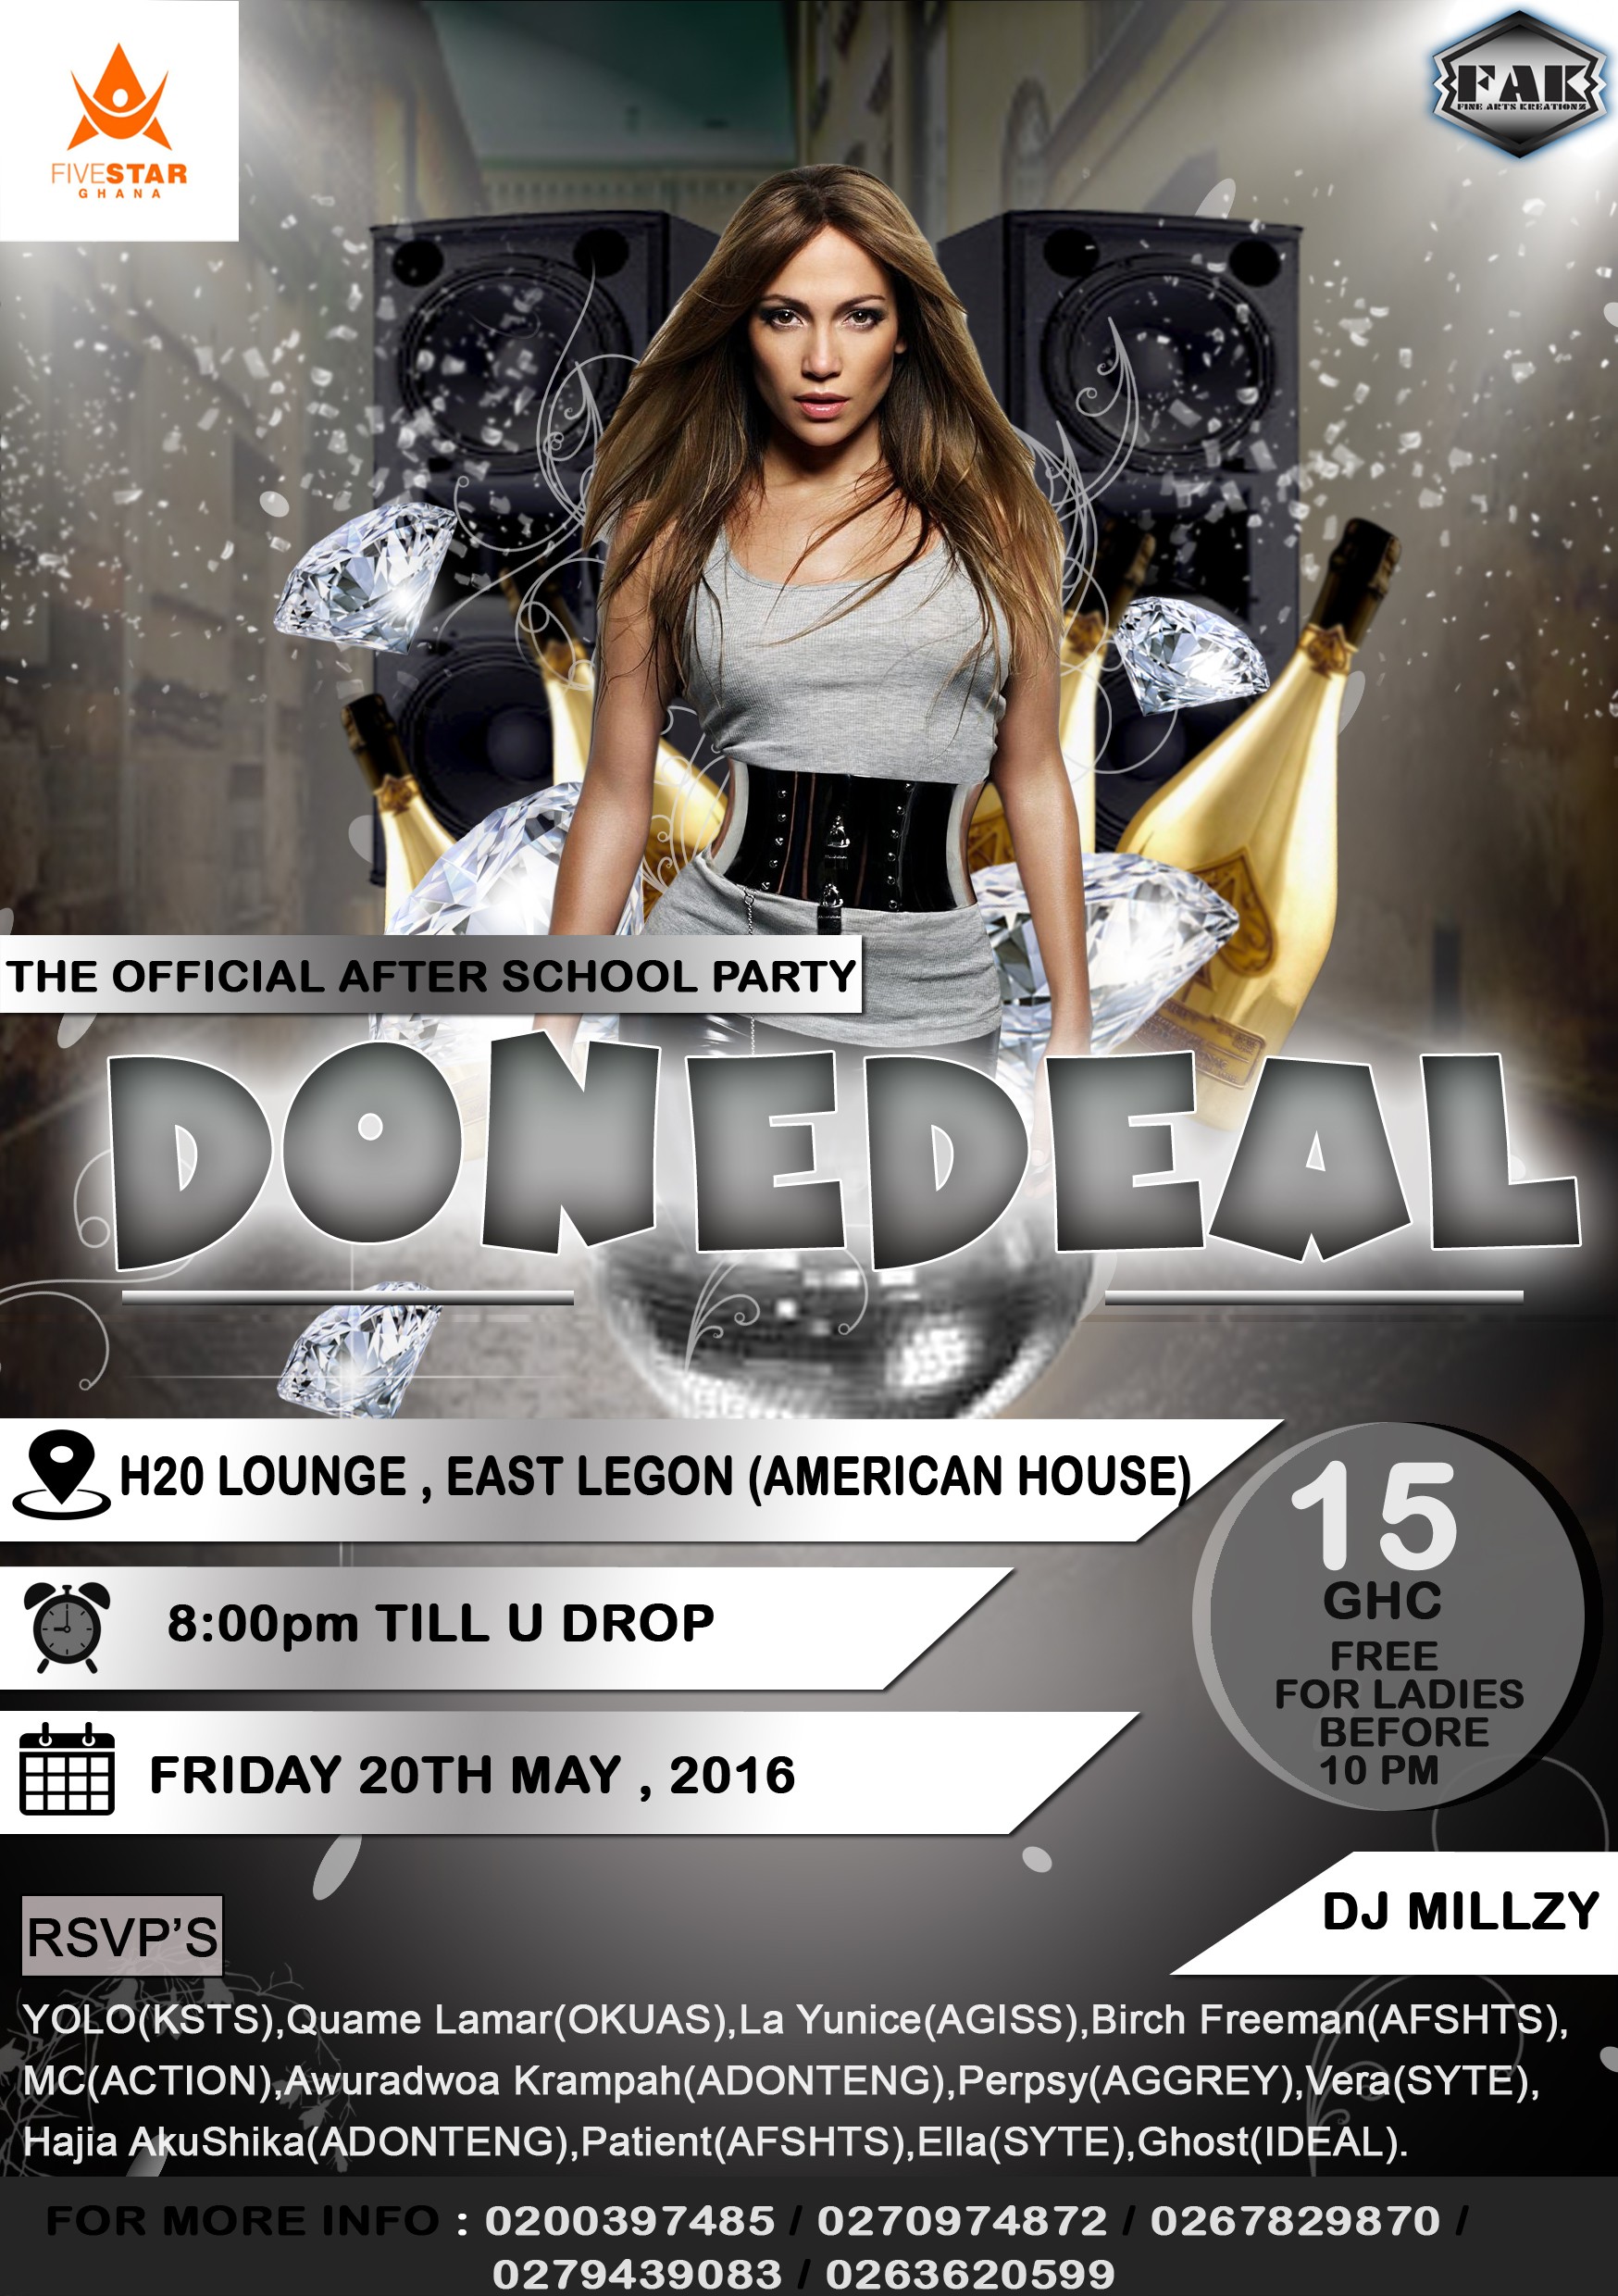 FIVESTAR
GHANA
FAK
FINE ARTS KREATIONZ
THE OFFICIAL AFTER SCHOOL PARTY
DONEDEAL
H20 LOUNGE , EAST LEGON (AMERICAN HOUSE)
8:00pm TILL U DROP
FRIDAY 20TH MAY , 2016
15
GHC
FREE
FOR LADIES
BEFORE
10 PM
DJ MILLZY
RSVP'S
YOLO(KSTS),Quame Lamar(OKUAS),La Yunice(AGISS),Birch Freeman(AFSHTS),
MC(ACTION),Awuradwoa Krampah(ADONTENG),Perpsy(AGGREY),Vera(SYTE),
Hajia AkuShika(ADONTENG),Patient(AFSHTS),Ella(SYTE),Ghost(IDEAL).
FOR MORE INFO : 0200397485 / 0270974872 / 0267829870 /
0279439083 / 0263620599